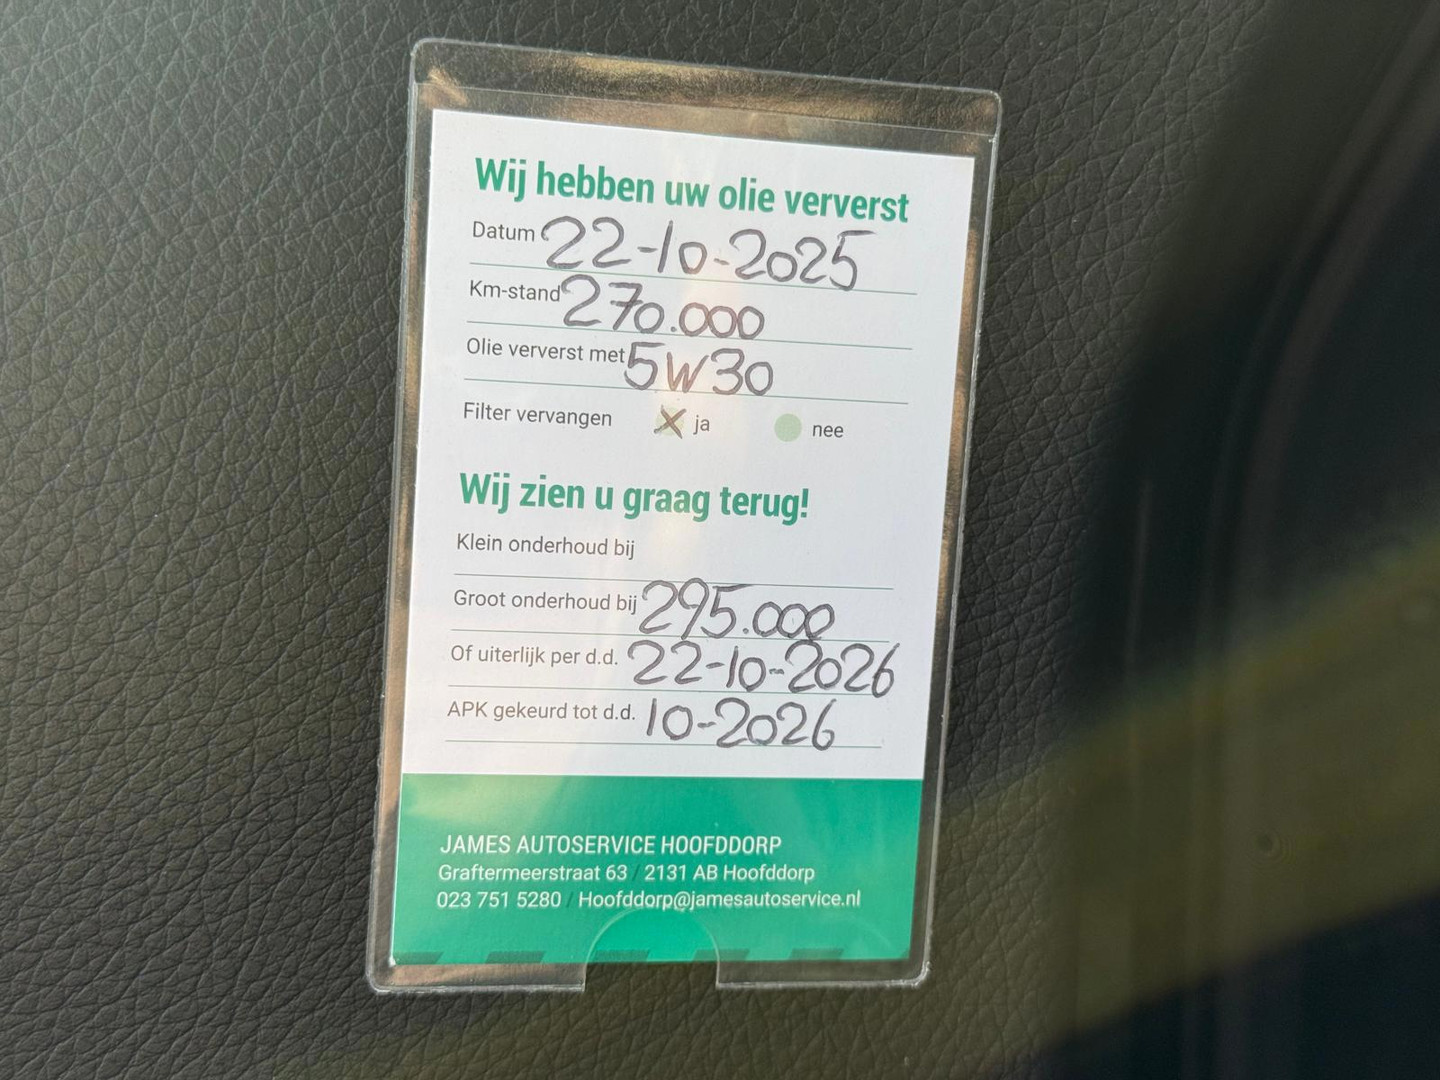 Wij hebben uw olie ververst
Datum 22-10-2025
Km-stand 270.000
Olie ververst met 5W30
Filter vervangen X ja nee
Wij zien u graag terug!
Klein onderhoud bij
Groot onderhoud bij 295.000
Of uiterlijk per d.d. 22-10-2026
APK gekeurd tot d.d. 10-2026
JAMES AUTOSERVICE HOOFDDORP
Graftermeerstraat 63 / 2131 AB Hoofddorp
023 751 5280 / Hoofddorp@jamesautoservice.nl